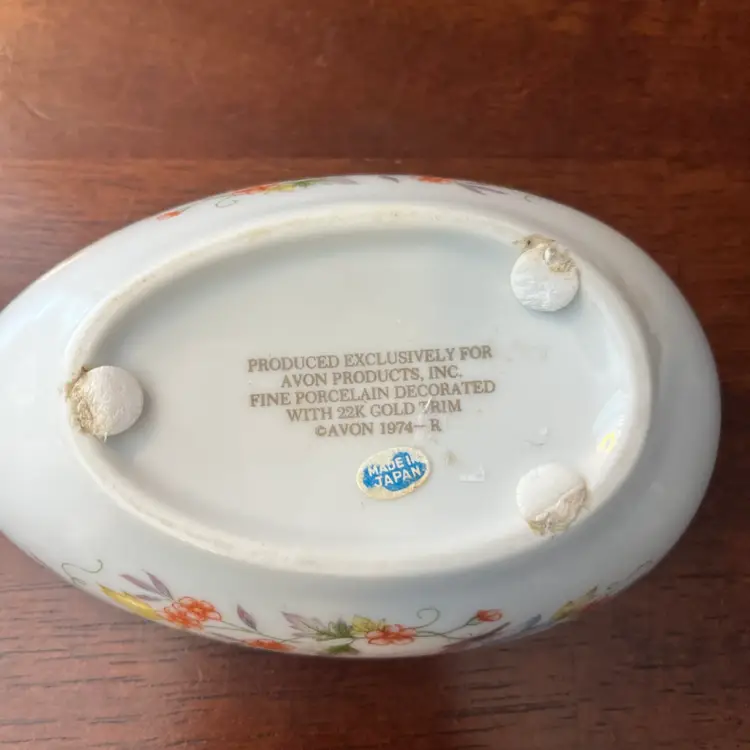 PRODUCED EXCLUSIVELY FOR
AVON PRODUCTS, INC.
FINE PORCELAIN DECORATED
WITH 22K GOLD TRIM
©AVON 1974-R
MADE IN
JAPAN